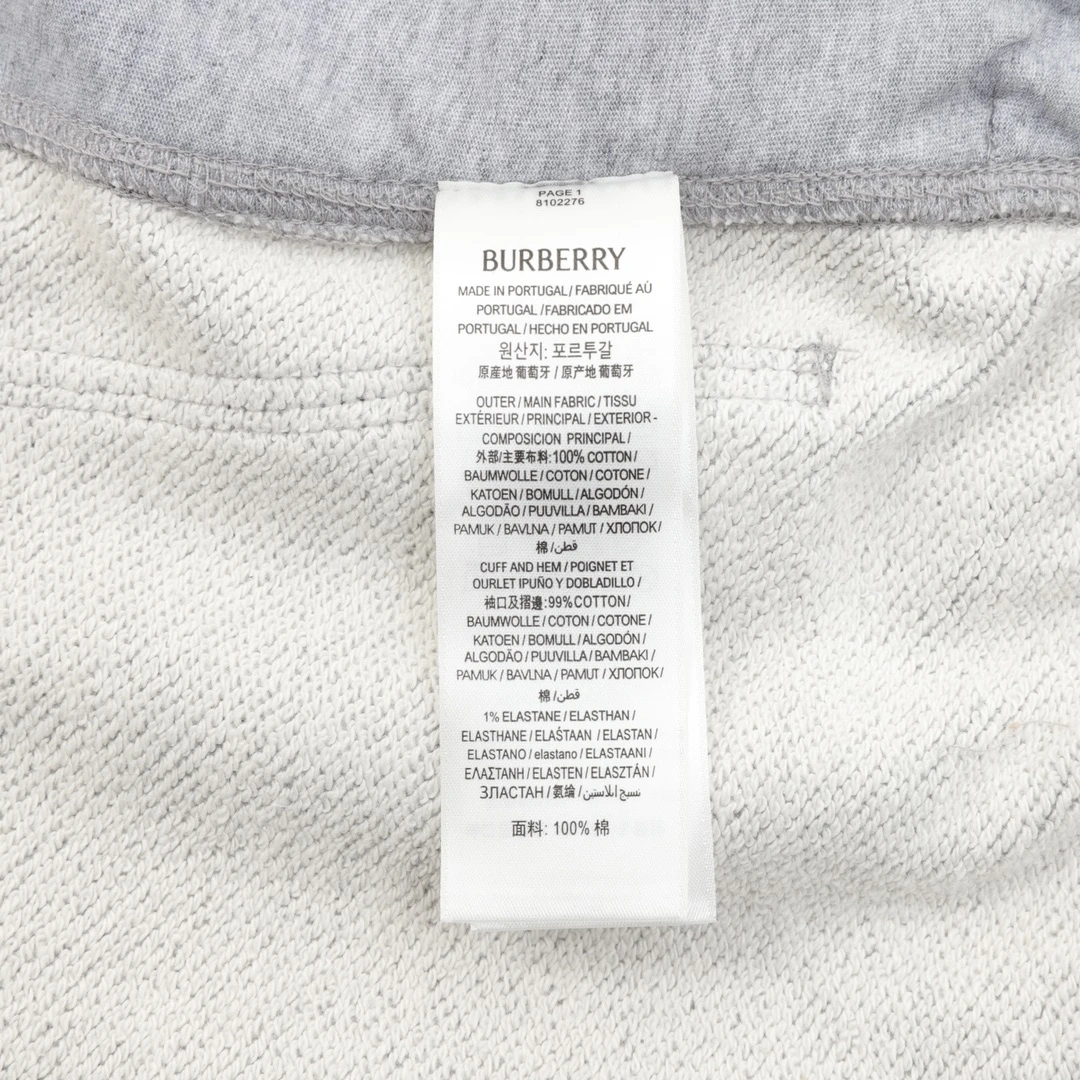 PAGE 1
8102276
BURBERRY
MADE IN PORTUGAL / FABRIQUÉ AÙ
PORTUGAL / FABRICADO EM
PORTUGAL / HECHO EN PORTUGAL
원산지: 포르투갈
原産地 葡萄牙 / 原产地 葡萄牙
OUTER / MAIN FABRIC / TISSU
EXTÉRIEUR / PRINCIPAL / EXTERIOR -
COMPOSICION PRINCIPAL /
外部/主要布料:100% COTTON /
BAUMWOLLE / COTON / COTONE /
KATOEN / BOMULL / ALGODÓN /
ALGODÃO / PUUVILLA / BAMBAKI /
PAMUK / BAVLNA / PAMUT / ХЛОПОК /
棉 / قطن
CUFF AND HEM / POIGNET ET
OURLET IPUÑO Y DOBLADILLO /
袖口及摺邊:99% COTTON /
BAUMWOLLE / COTON / COTONE /
KATOEN / BOMULL / ALGODÓN /
ALGODÃO / PUUVILLA / BAMBAKI /
PAMUK / BAVLNA / PAMUT / ХЛОПОК /
棉 / قطن
1% ELASTANE / ELASTHAN /
ELASTHANE / ELAŚTAAN / ELASTAN /
ELASTANO / elastano / ELASTAANI /
ΕΛΑΣΤΑΝΗ / ELASTEN / ELASZTÁN /
ЗЛАСТАН / 氨纶 / نسيج ايلاستين
面料: 100% 棉